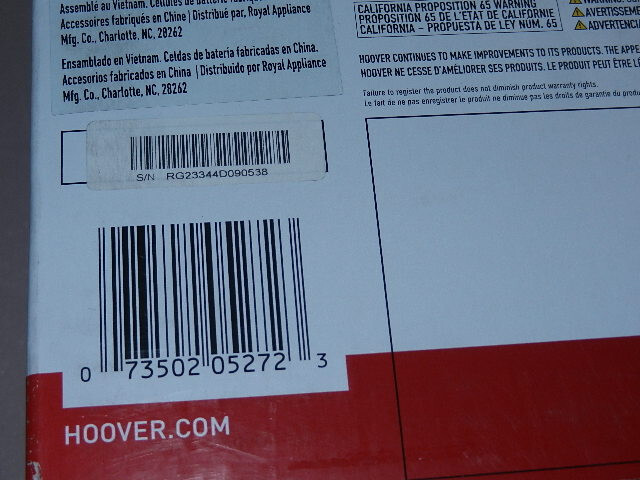 Assemblé au Vietnam. Cellules de batterie
Accessoires fabriqués en Chine | Distribué par, Royal Appliance
Mfg. Co., Charlotte, NC, 28262
Ensamblado en Vietnam. Celdas de batería fabricadas en China.
Accesorios fabricados en China | Distribuido por Royal Appliance
Mfg. Co., Charlotte, NC, 28262
CALIFORNIA PROPOSITION 65 WARNING
PROPOSITION 65 DE L'ÉTAT DE CALIFORNIE
CALIFORNIA - PROPUESTA DE LEY NÚM. 65
WARNING:
AVERTISSEME
ADVERTENCI
HOOVER CONTINUES TO MAKE IMPROVEMENTS TO ITS PRODUCTS. THE APPE
HOOVER NE CESSE D'AMÉLIORER SES PRODUITS. LE PRODUIT PEUT ÊTRE LÉ
Failure to register the product does not diminish product warranty rights.
Le fait de ne pas enregistrer le produit ne diminue pas les droits de garantie du produ
S/N RG23344D090538
0 73502 05272 3
HOOVER.COM